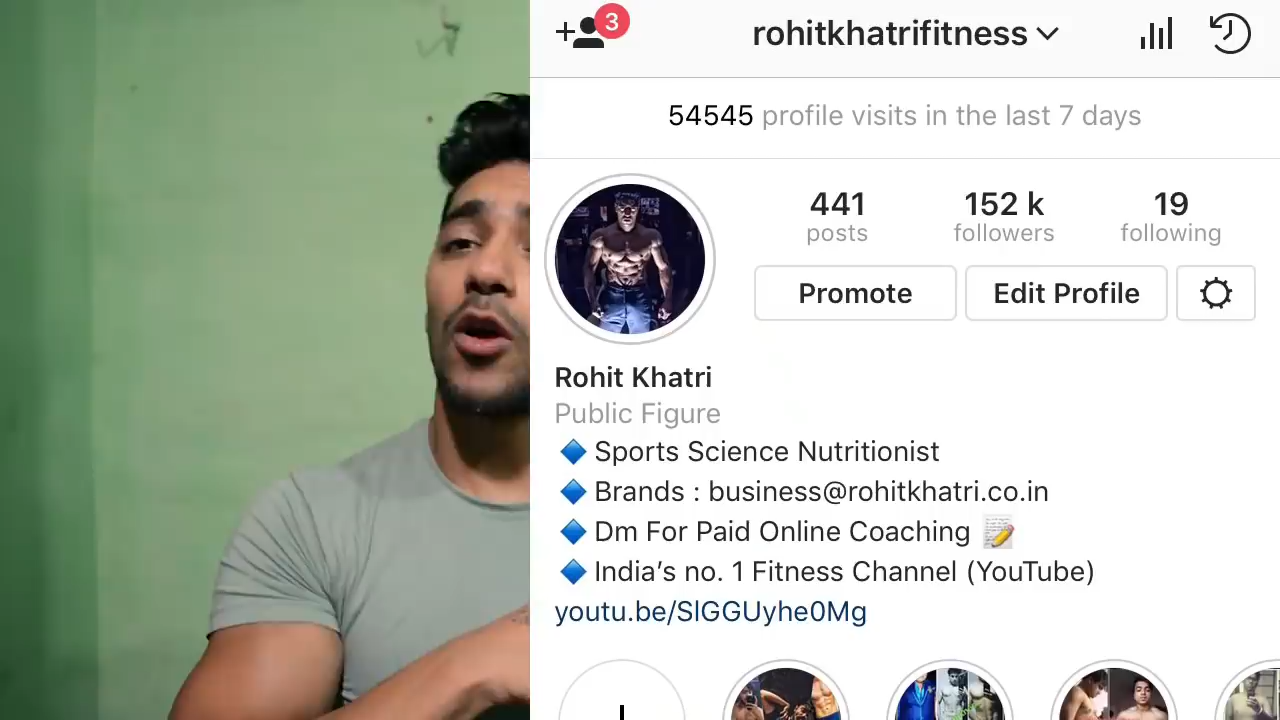 3
rohitkhatrifitness
54545 profile visits in the last 7 days
441 152 k 19
posts followers following
Promote Edit Profile
Rohit Khatri
Public Figure
🔷 Sports Science Nutritionist
🔷 Brands : business@rohitkhatri.co.in
🔷 Dm For Paid Online Coaching 📝
🔷 India’s no. 1 Fitness Channel (YouTube)
youtu.be/SlGGUyhe0Mg